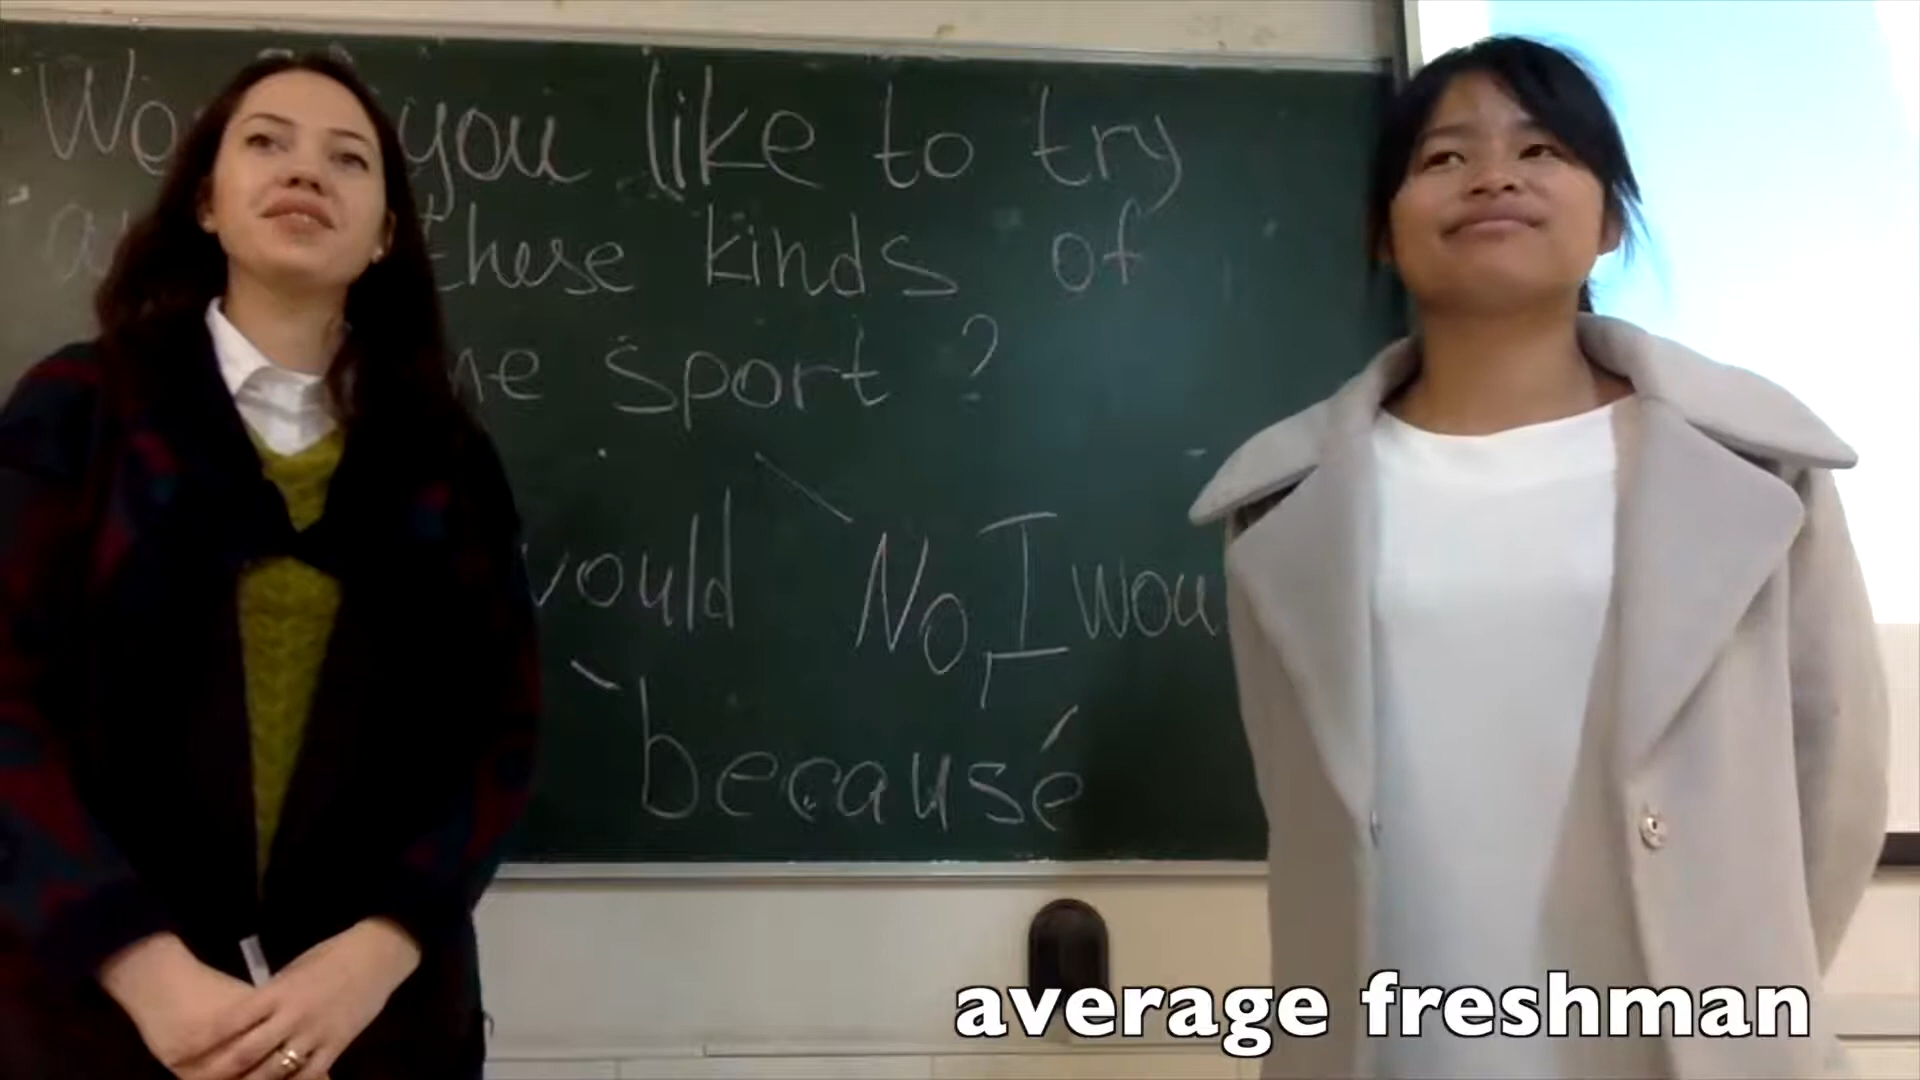 you like to try
these kinds of
sport ?
would No, I wou
because
average freshman